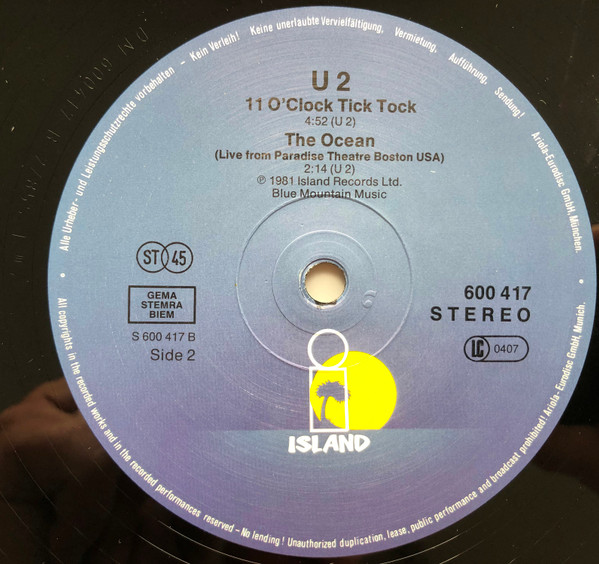 U 2
11 O'Clock Tick Tock
4:52 (U 2)
The Ocean
(Live from Paradise Theatre Boston USA)
2:14 (U 2)
℗ 1981 Island Records Ltd.
Blue Mountain Music
ST 45
GEMA
STEMRA
BIEM
S 600 417 B
Side 2
600 417
STEREO
LC 0407
ISLAND
Alle Urheber- und Leistungsschutzrechte vorbehalten - Kein Verleih! Keine unerlaubte Vervielfältigung, Vermietung, Aufführung, Sendung!
Ariola-Eurodisc GmbH, München.
All copyrights in the recorded works and in the recorded performances reserved - No lending! Unauthorized duplication, lease, public performance and broadcast prohibited! Ariola-Eurodisc GmbH, Munich.